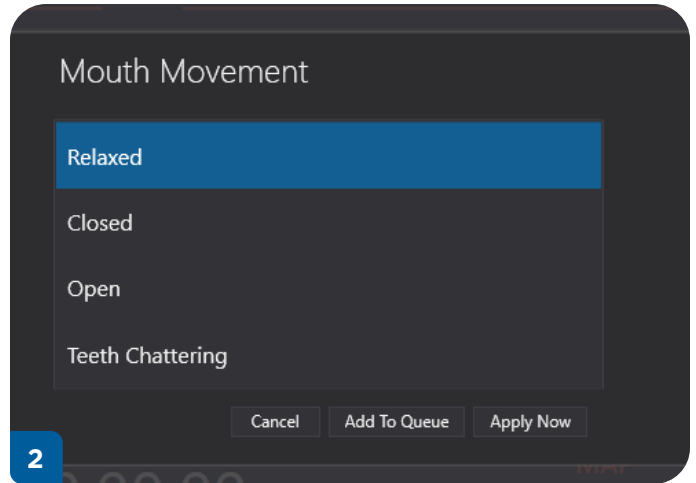 Mouth Movement
Relaxed
Closed
Open
Teeth Chattering
Cancel Add To Queue Apply Now
2